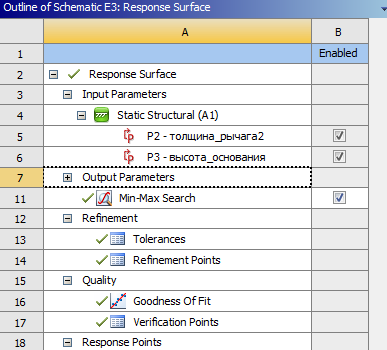 Outline of Schematic E3: Response Surface
A B
1 Enabled
2 Response Surface
3 Input Parameters
4 Static Structural (A1)
5 P2 - толщина_рычага2
6 P3 - высота_основания
7 Output Parameters
11 Min-Max Search
12 Refinement
13 Tolerances
14 Refinement Points
15 Quality
16 Goodness Of Fit
17 Verification Points
18 Response Points